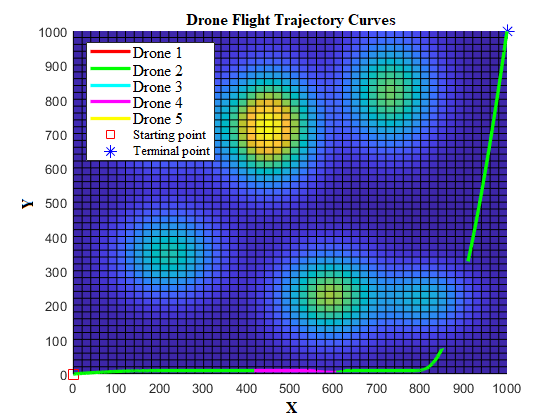 Drone Flight Trajectory Curves
1000
900
800
700
600
500
400
300
200
100
0
Y
Drone 1
Drone 2
Drone 3
Drone 4
Drone 5
Starting point
Terminal point
0 100 200 300 400 500 600 700 800 900 1000
X